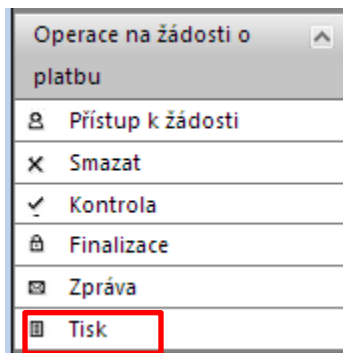 Operace na žádosti o
platbu
Přístup k žádosti
Smazat
Kontrola
Finalizace
Zpráva
Tisk